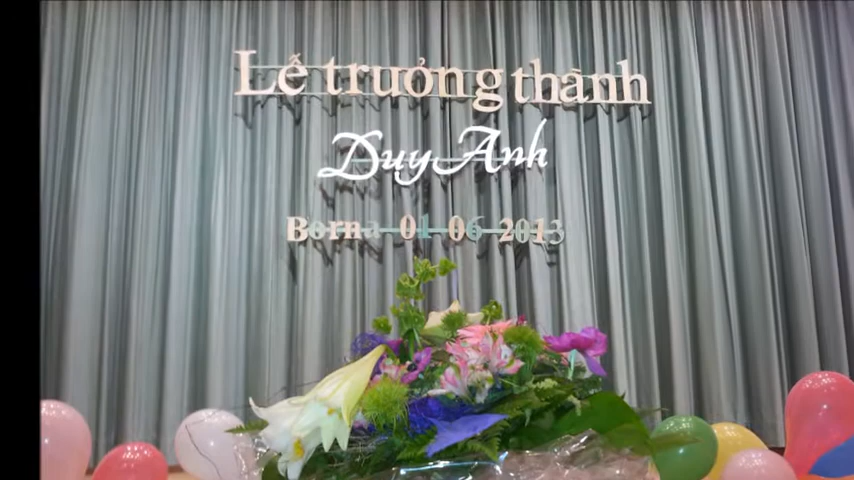 Lễ trưởng thành
Duy Anh
Borna 01-06-2013